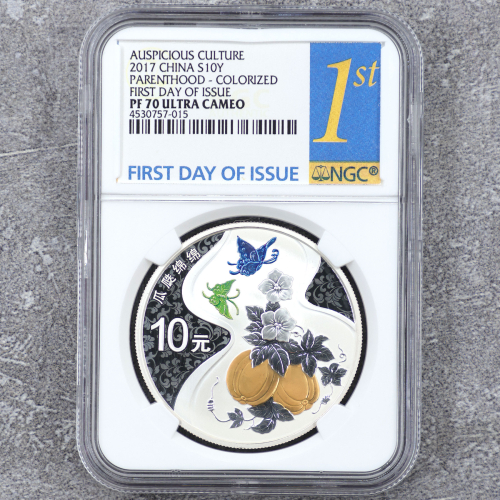 AUSPICIOUS CULTURE
2017 CHINA S10Y
PARENTHOOD - COLORIZED
FIRST DAY OF ISSUE
PF 70 ULTRA CAMEO
4530757-015
1st
FIRST DAY OF ISSUE
NGC®
瓜瓞绵绵
10元